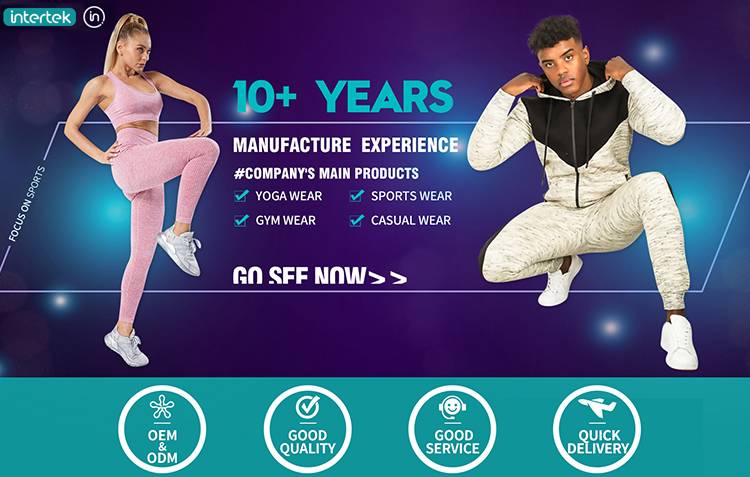 intertek
in
10+ YEARS
MANUFACTURE EXPERIENCE
#COMPANY'S MAIN PRODUCTS
YOGA WEAR
SPORTS WEAR
GYM WEAR
CASUAL WEAR
FOCUS ON SPORTS
GO SEE NOW>>
OEM
&
ODM
GOOD
QUALITY
GOOD
SERVICE
QUICK
DELIVERY